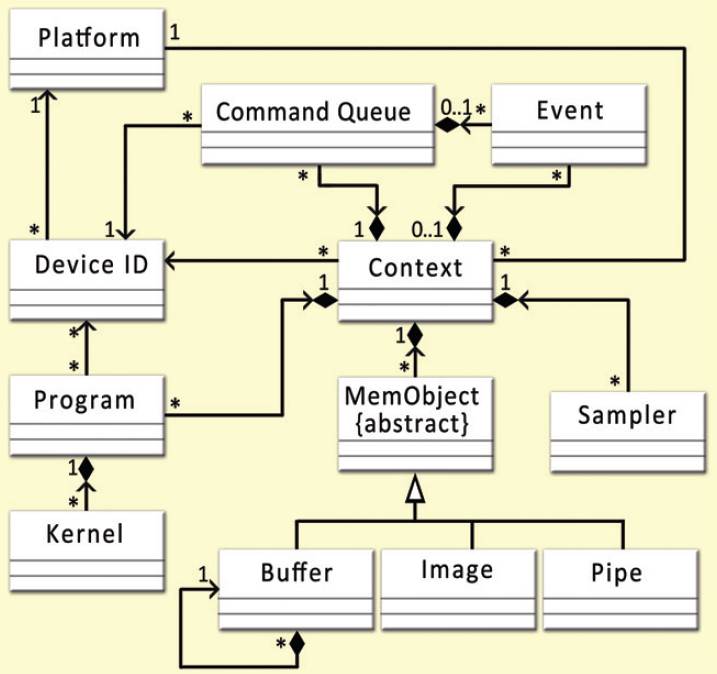 Platform
1
1
Command Queue
*
0..1
*
Event
*
*
*
1
1
0..1
Device ID
*
Context
*
1
1
*
*
1
*
Program
*
MemObject
{abstract}
*
Sampler
1
*
Kernel
1
Buffer
Image
Pipe
*